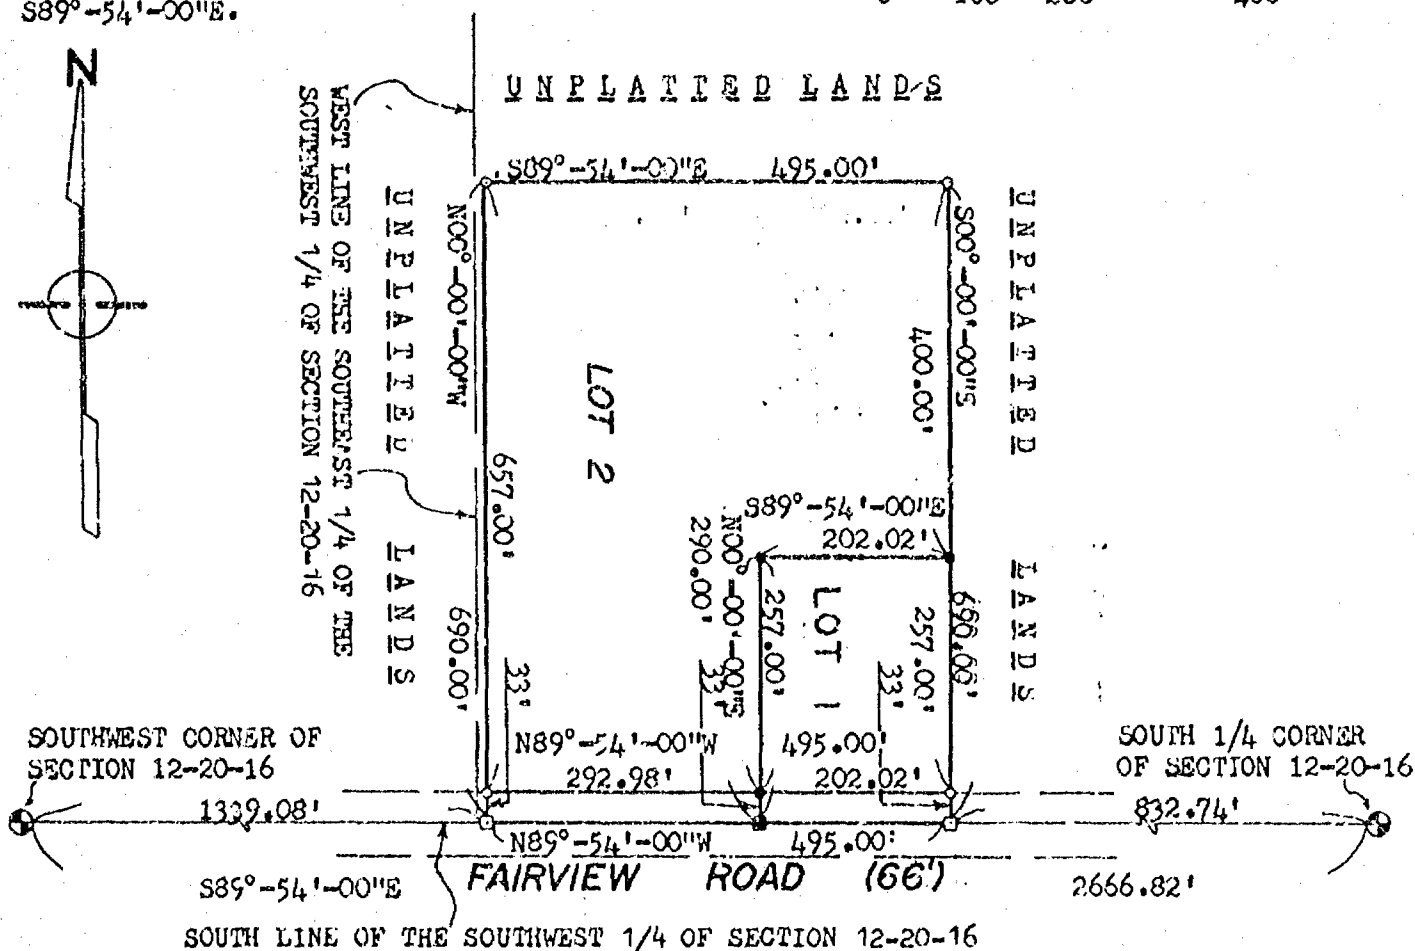 S89°-54'-00"E.
N
UNPLATTED LANDS
WEST LINE OF THE SOUTHEAST 1/4 OF THE
SOUTHWEST 1/4 OF SECTION 12-20-16
UNPLATTED LANDS
N00°-00'-00"W
S89°-54'-00"E 495.00'
S00°-00'-00"S
400.00'
UNPLATTED LANDS
LOT 2
657.00'
690.00'
33'
S89°-54'-00"E
202.02'
N00°-00'-00"E
290.00'
257.00'
33'
LOT 1
257.00'
33'
N89°-54'-00"W 495.00'
292.98' 202.02'
SOUTHWEST CORNER OF
SECTION 12-20-16
SOUTH 1/4 CORNER
OF SECTION 12-20-16
832.74'
N89°-54'-00"W 495.00'
FAIRVIEW ROAD (66')
S89°-54'-00"E 2666.82'
SOUTH LINE OF THE SOUTHWEST 1/4 OF SECTION 12-20-16